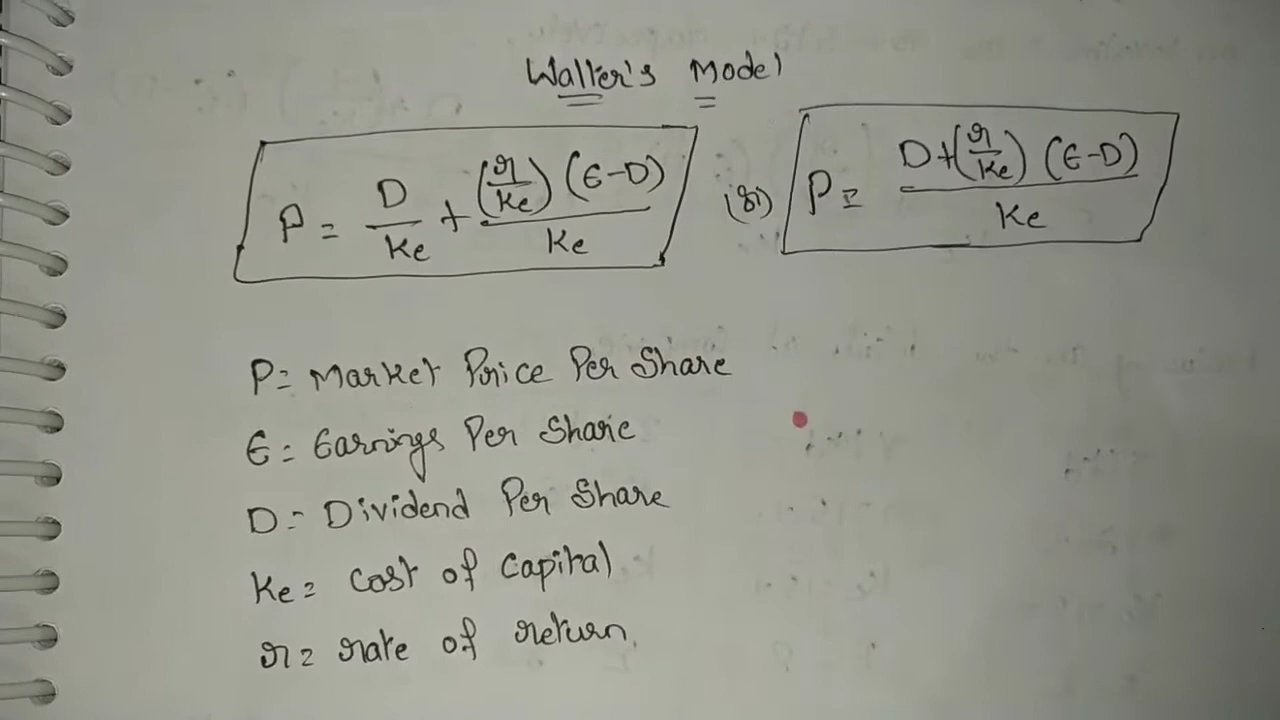 Walter's Model
P = D/Ke + (r/Ke) (E-D)/Ke (or) P = D+(r/Ke) (E-D)/Ke
P= Market Price Per Share
E= Earnings Per Share
D= Dividend Per Share
Ke= Cost of Capital
r= rate of return.